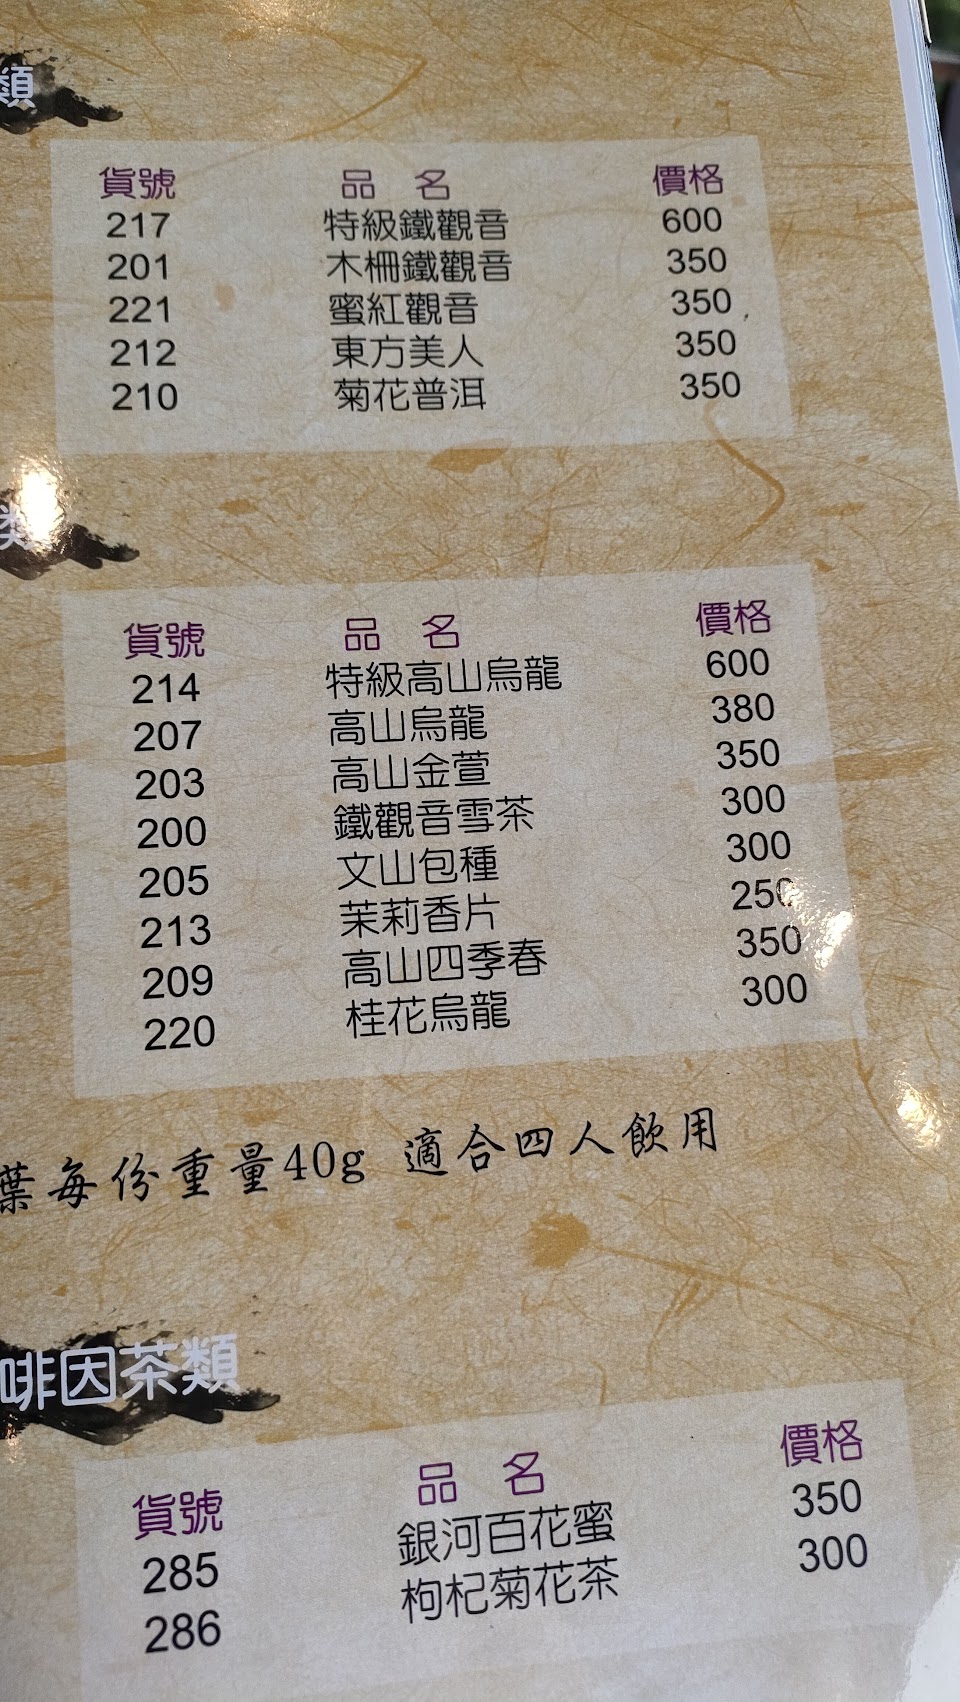 類
貨號 品名 價格
217 特級鐵觀音 600
201 木柵鐵觀音 350
221 蜜紅觀音 350
212 東方美人 350
210 菊花普洱 350
類
貨號 品名 價格
214 特級高山烏龍 600
207 高山烏龍 380
203 高山金萱 350
200 鐵觀音雪茶 300
205 文山包種 300
213 茉莉香片 250
209 高山四季春 350
220 桂花烏龍 300
葉每份重量40g 適合四人飲用
啡因茶類
貨號 品名 價格
285 銀河百花蜜 350
286 枸杞菊花茶 300